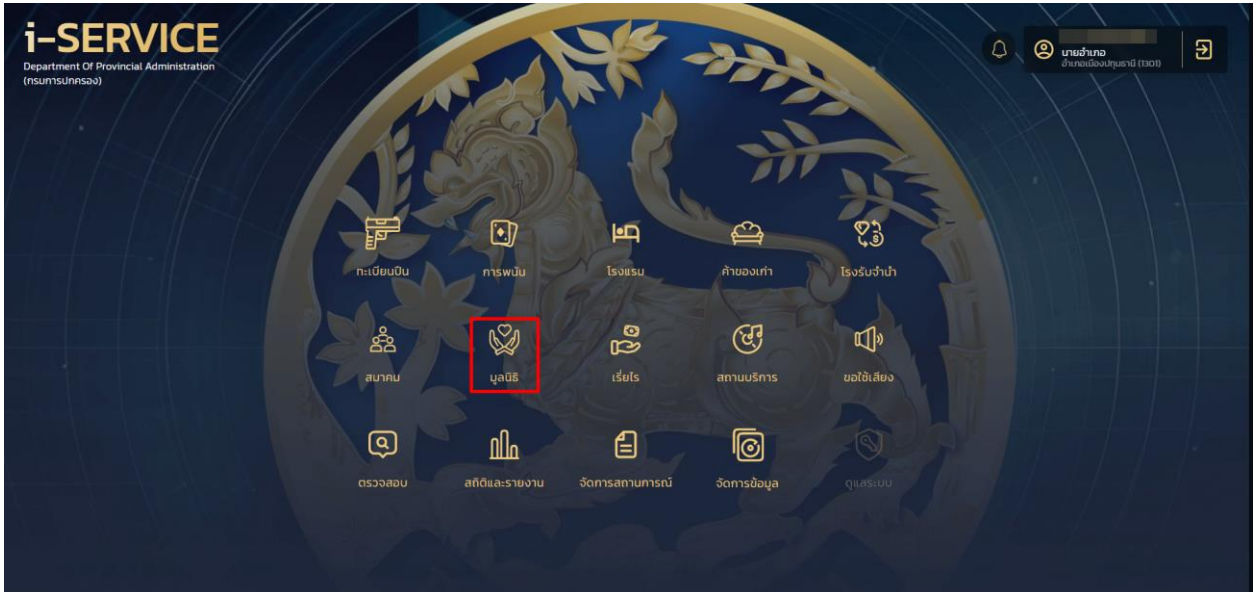 i-SERVICE
Department Of Provincial Administration
(กรมการปกครอง)
นายอำเภอ
อำเภอเมืองปทุมธานี (1301)
ทะเบียนปืน
การพนัน
โรงแรม
ค้าของเก่า
โรงรับจำนำ
สมาคม
มูลนิธิ
เรี่ยไร
สถานบริการ
ขอใช้เสียง
ตรวจสอบ
สถิติและรายงาน
จัดการสถานการณ์
จัดการข้อมูล
ดูแลระบบ